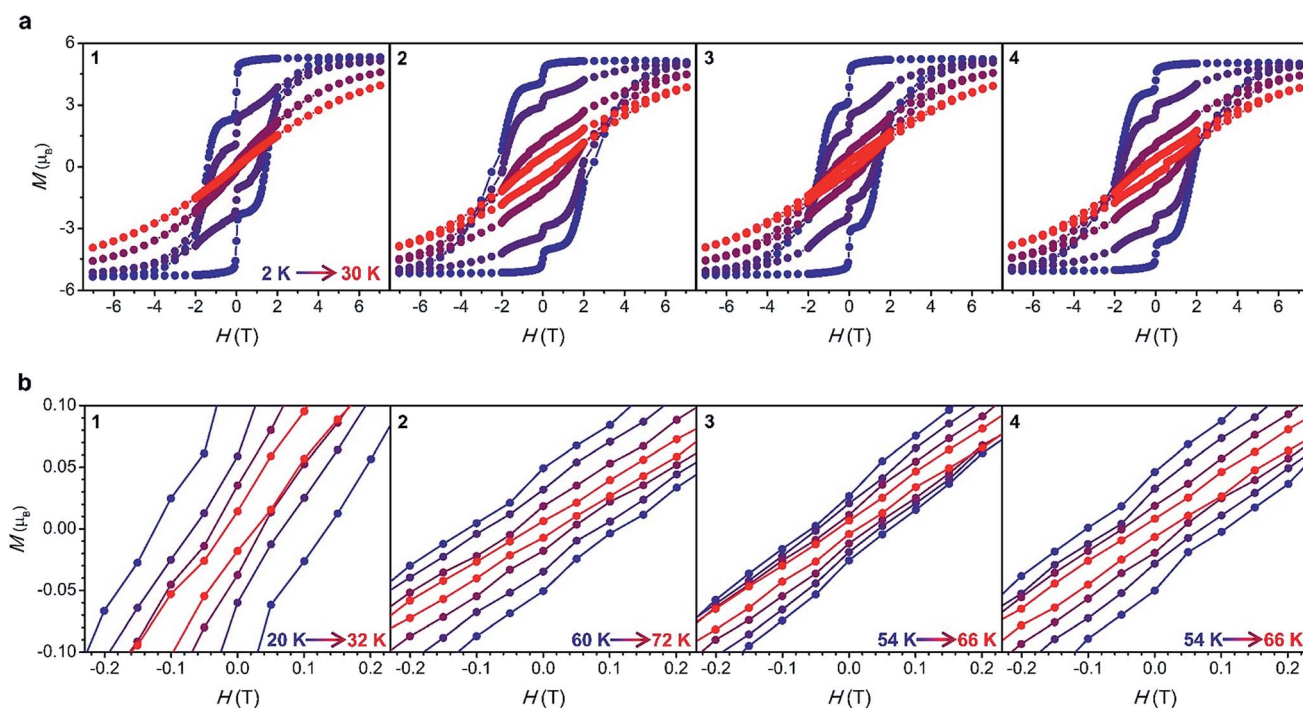 a
1
2
3
4
6
3
0
-3
-6
M (μB)
2 K → 30 K
-6 -4 -2 0 2 4 6
-6 -4 -2 0 2 4 6
-6 -4 -2 0 2 4 6
-6 -4 -2 0 2 4 6
H (T)
H (T)
H (T)
H (T)
b
1
2
3
4
0.10
0.05
0.00
-0.05
-0.10
M (μB)
20 K → 32 K
60 K → 72 K
54 K → 66 K
54 K → 66 K
-0.2 -0.1 0.0 0.1 0.2
-0.2 -0.1 0.0 0.1 0.2
-0.2 -0.1 0.0 0.1 0.2
-0.2 -0.1 0.0 0.1 0.2
H (T)
H (T)
H (T)
H (T)